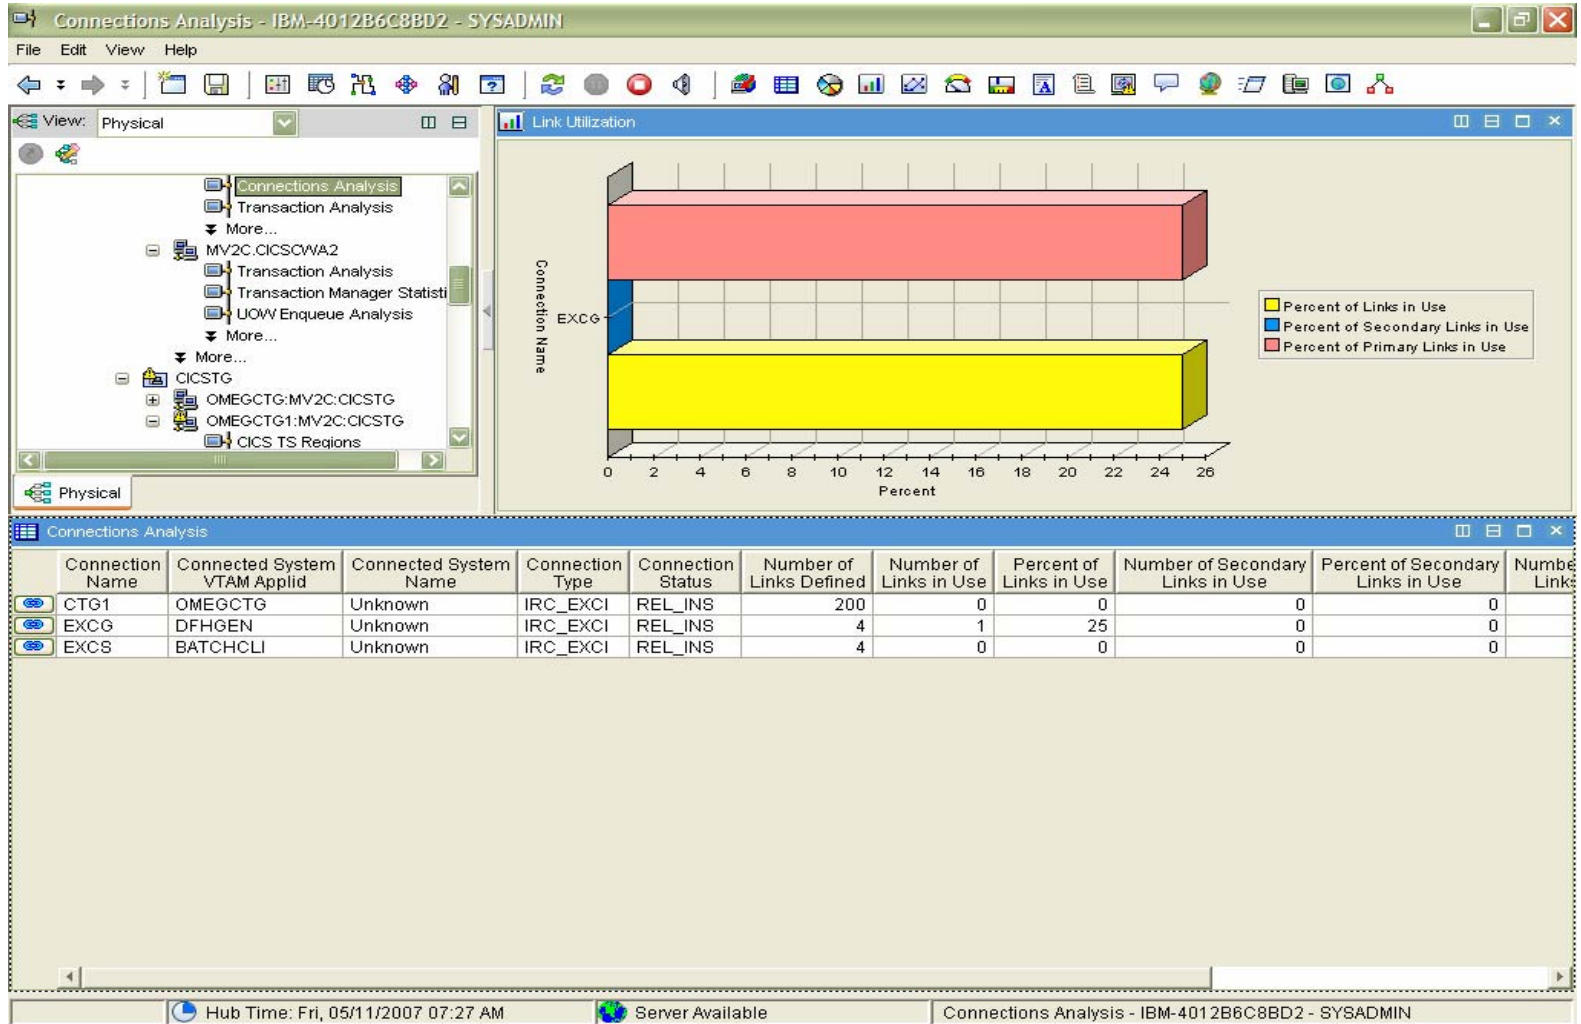 Connections Analysis - IBM-4012B6C8BD2 - SYSADMIN
File Edit View Help
View: Physical
Connections Analysis
Transaction Analysis
More...
MV2C.CICSCWA2
Transaction Analysis
Transaction Manager Statisti
UOW Enqueue Analysis
More...
More...
CICSTG
OMEGCTG:MV2C:CICSTG
OMEGCTG1:MV2C:CICSTG
CICS TS Regions
Physical
Link Utilization
Connection Name
EXCG
0 2 4 6 8 10 12 14 16 18 20 22 24 26
Percent
Percent of Links in Use
Percent of Secondary Links in Use
Percent of Primary Links in Use
Connections Analysis
Connection Name Connected System VTAM Applid Connected System Name Connection Type Connection Status Number of Links Defined Number of Links in Use Percent of Links in Use Number of Secondary Links in Use Percent of Secondary Links in Use Numbe Links
CTG1 OMEGCTG Unknown IRC_EXCI REL_INS 200 0 0 0 0
EXCG DFHGEN Unknown IRC_EXCI REL_INS 4 1 25 0 0
EXCS BATCHCLI Unknown IRC_EXCI REL_INS 4 0 0 0 0
Hub Time: Fri, 05/11/2007 07:27 AM
Server Available
Connections Analysis - IBM-4012B6C8BD2 - SYSADMIN